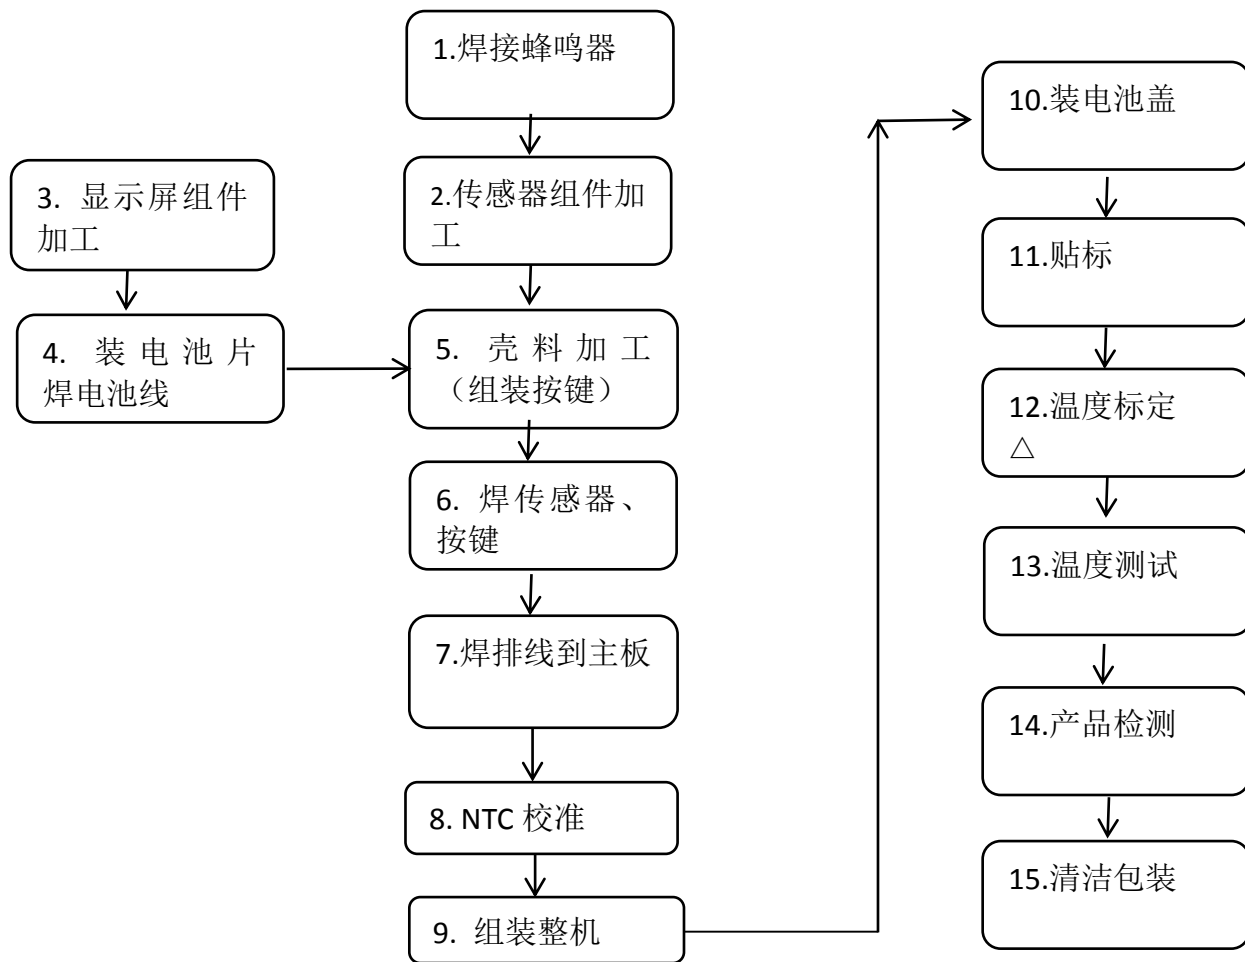 1.焊接蜂鸣器
2.传感器组件加
工
3. 显示屏组件
加工
4. 装电池片
焊电池线
5. 壳料加工
（组装按键）
6. 焊传感器、
按键
7.焊排线到主板
8. NTC 校准
9. 组装整机
10.装电池盖
11.贴标
12.温度标定
△
13.温度测试
14.产品检测
15.清洁包装